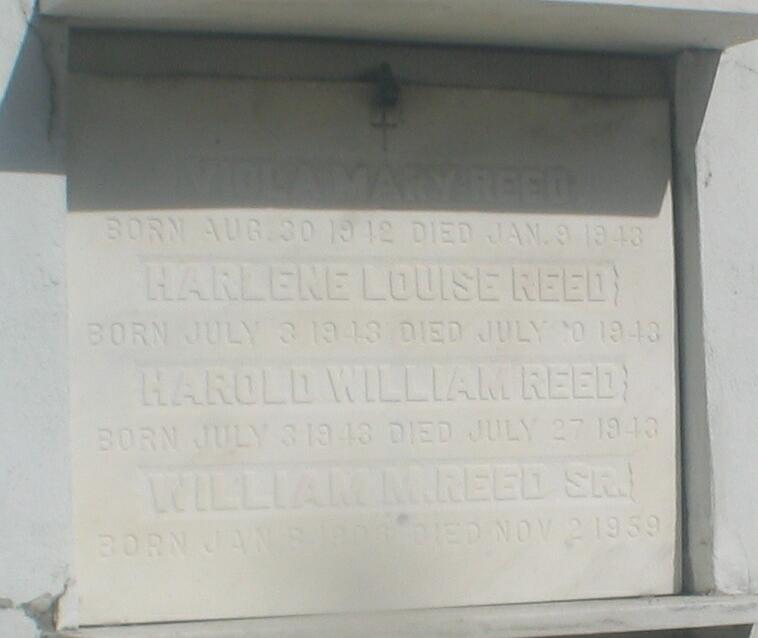 VIOLA MARY REED
BORN AUG. 30 1942 DIED JAN. 9 1943
HARLENE LOUISE REED
BORN JULY 3 1943 DIED JULY 1943
HAROLD WILLIAM REED
BORN JULY 3 1943 DIED JULY 27 1943
WILLIAM M. REED SR.
BORN JAN DIED NOV 2 1959